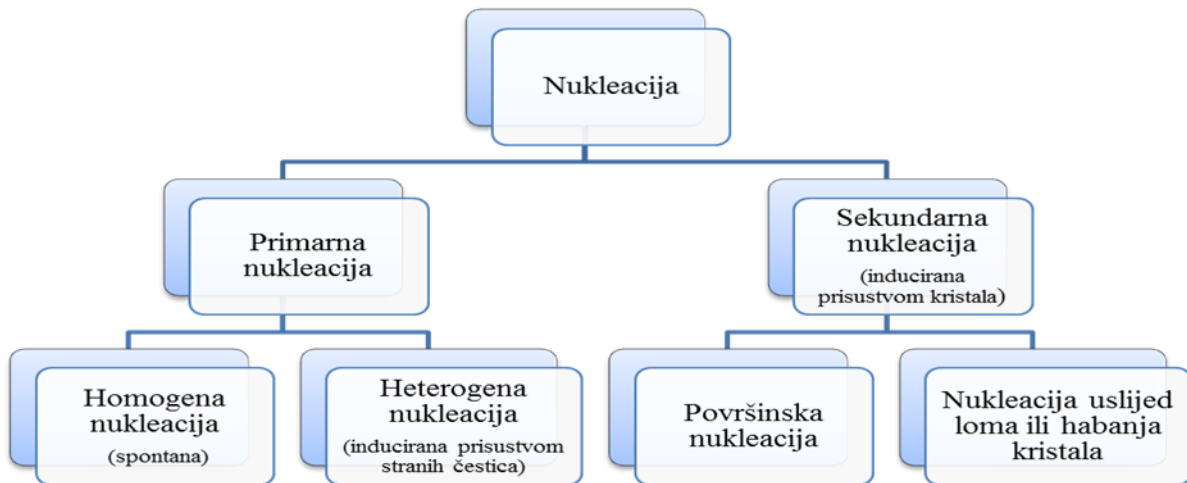 Nukleacija
Primarna
nukleacija
Sekundarna
nukleacija
(inducirana
prisustvom kristala)
Homogena
nukleacija
(spontana)
Heterogena
nukleacija
(inducirana prisustvom
stranih čestica)
Površinska
nukleacija
Nukleacija uslijed
loma ili habanja
kristala